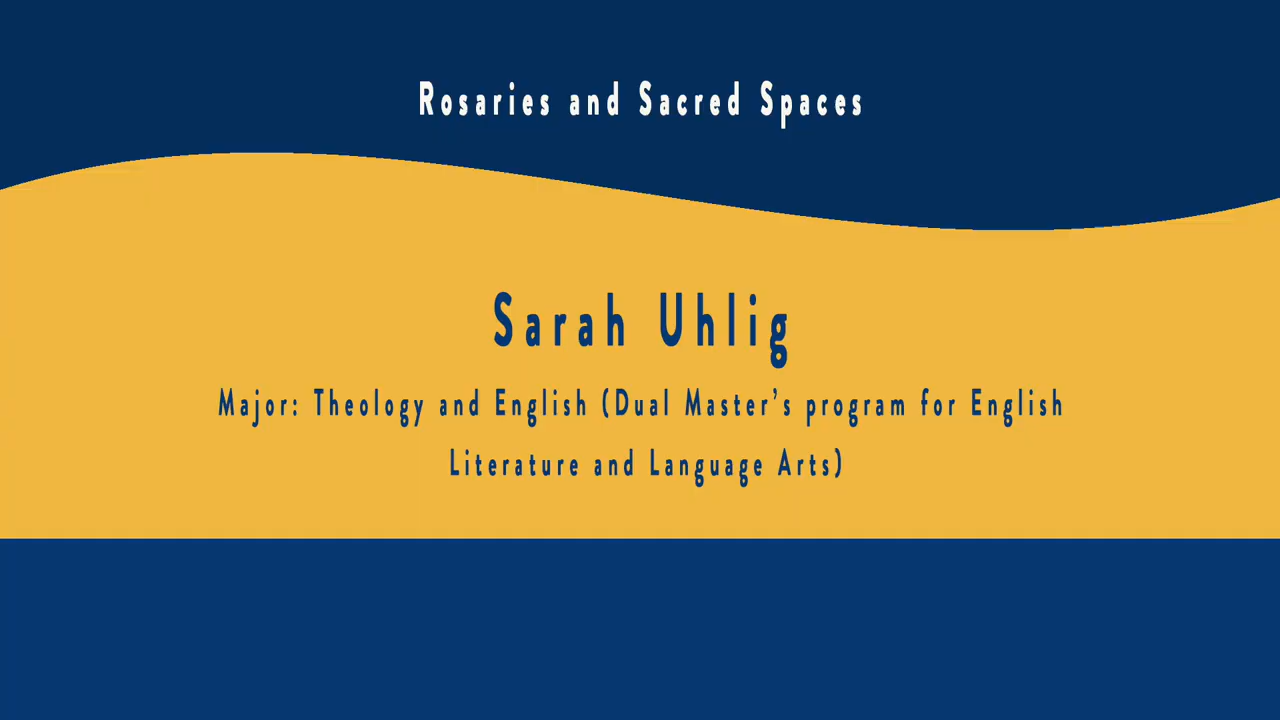 Rosaries and Sacred Spaces
Sarah Uhlig
Major: Theology and English (Dual Master’s program for English
Literature and Language Arts)